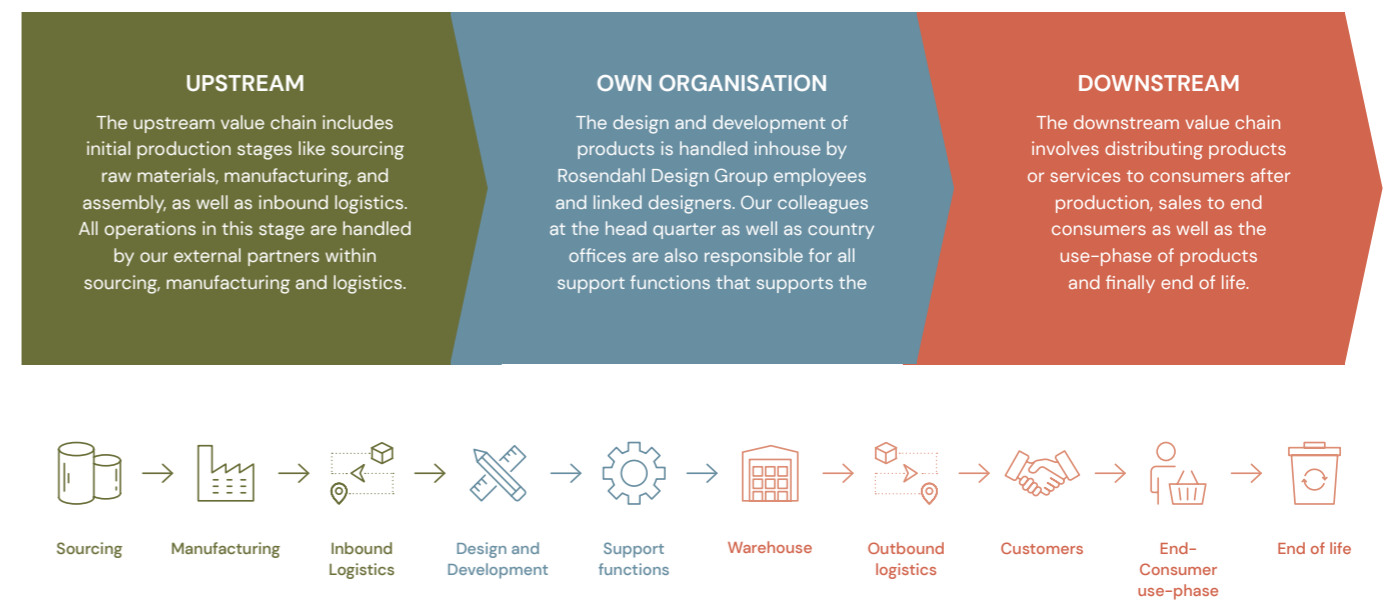 UPSTREAM
The upstream value chain includes
initial production stages like sourcing
raw materials, manufacturing, and
assembly, as well as inbound logistics.
All operations in this stage are handled
by our external partners within
sourcing, manufacturing and logistics.
OWN ORGANISATION
The design and development of
products is handled inhouse by
Rosendahl Design Group employees
and linked designers. Our colleagues
at the head quarter as well as country
offices are also responsible for all
support functions that supports the
DOWNSTREAM
The downstream value chain
involves distributing products
or services to consumers after
production, sales to end
consumers as well as the
use-phase of products
and finally end of life.
Sourcing
Manufacturing
Inbound
Logistics
Design and
Development
Support
functions
Warehouse
Outbound
logistics
Customers
End-
Consumer
use-phase
End of life